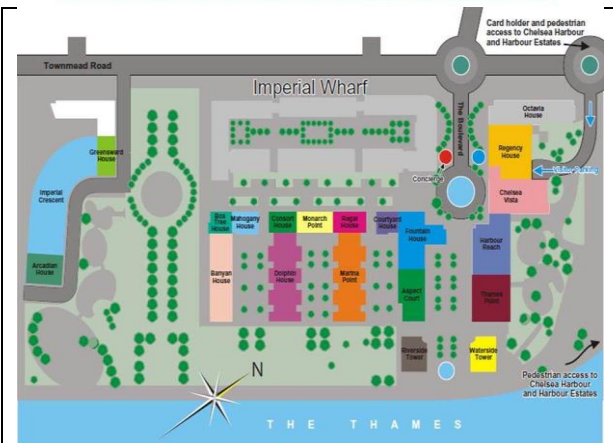 Card holder and pedestrian
access to Chelsea Harbour
and Harbour Estates
Townmead Road
Imperial Wharf
The Boulevard
Octavia
House
Greensward
House
Regency
House
Concierge
Visitor Parking
Imperial
Crescent
Chelsea
Vista
Box
Tree
House
Mahogany
House
Consort
House
Monarch
Point
Regal
House
Courtyard
House
Fountain
House
Harbour
Reach
Arcadian
House
Banyan
House
Dolphin
House
Marina
Point
Aspect
Court
Thames
Point
Riverside
Tower
Waterside
Tower
N
Pedestrian access to
Chelsea Harbour
and Harbour Estates
THE THAMES